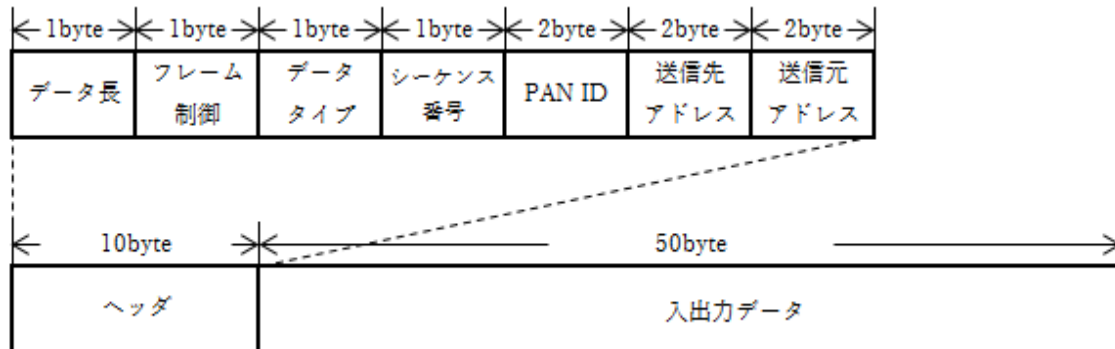 1byte 1byte 1byte 1byte 2byte 2byte 2byte
データ長
フレーム
制御
データ
タイプ
シーケンス
番号
PAN ID
送信先
アドレス
送信元
アドレス
10byte 50byte
ヘッダ 入出力データ